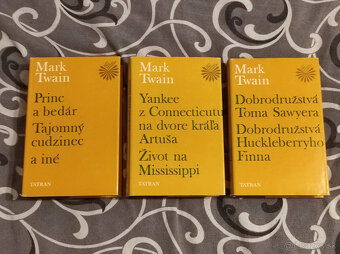 Mark
Twain
Princ
a bedár
Tajomný
cudzinec
a iné
TATRAN
Mark
Twain
Yankee
z Connecticutu
na dvore kráľa
Artuša
Život na
Mississippi
TATRAN
Mark
Twain
Dobrodružstvá
Toma Sawyera
Dobrodružstvá
Huckleberryho
Finna
TATRAN